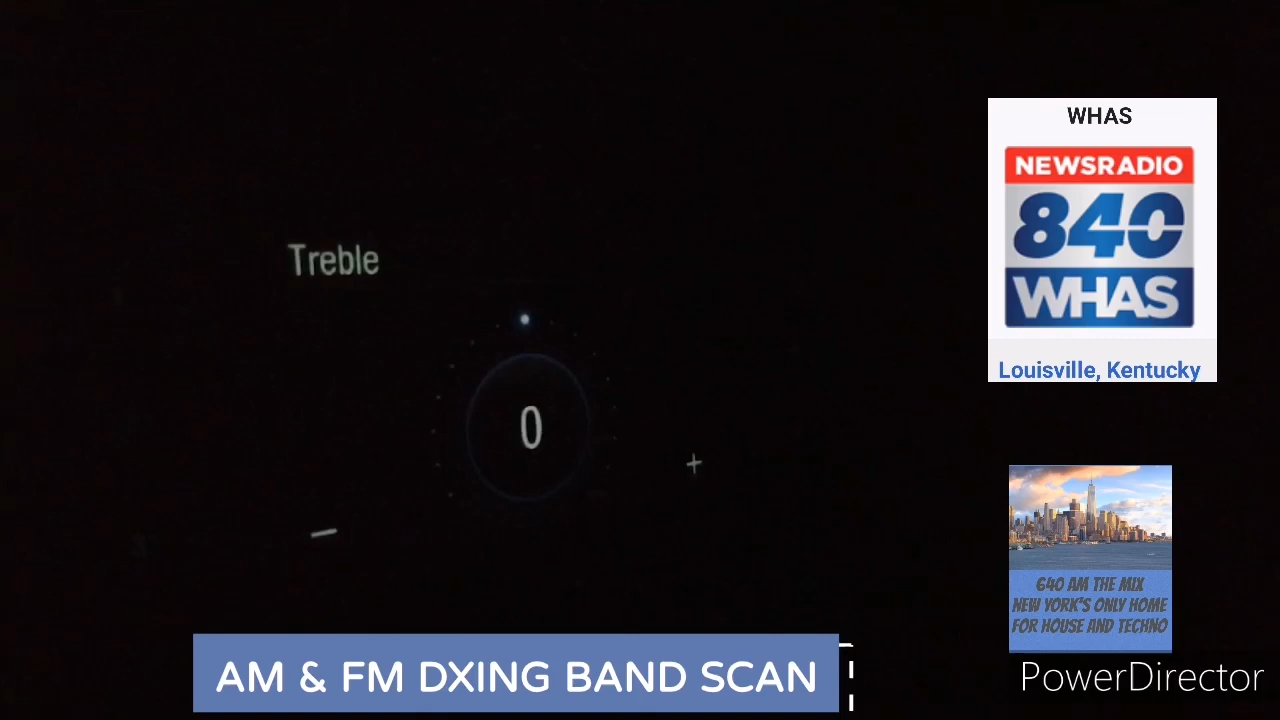 WHAS
NEWSRADIO
840
WHAS
Louisville, Kentucky
Treble
0
+
-
640 AM THE MIX
NEW YORK'S ONLY HOME
FOR HOUSE AND TECHNO
AM & FM DXING BAND SCAN
PowerDirector